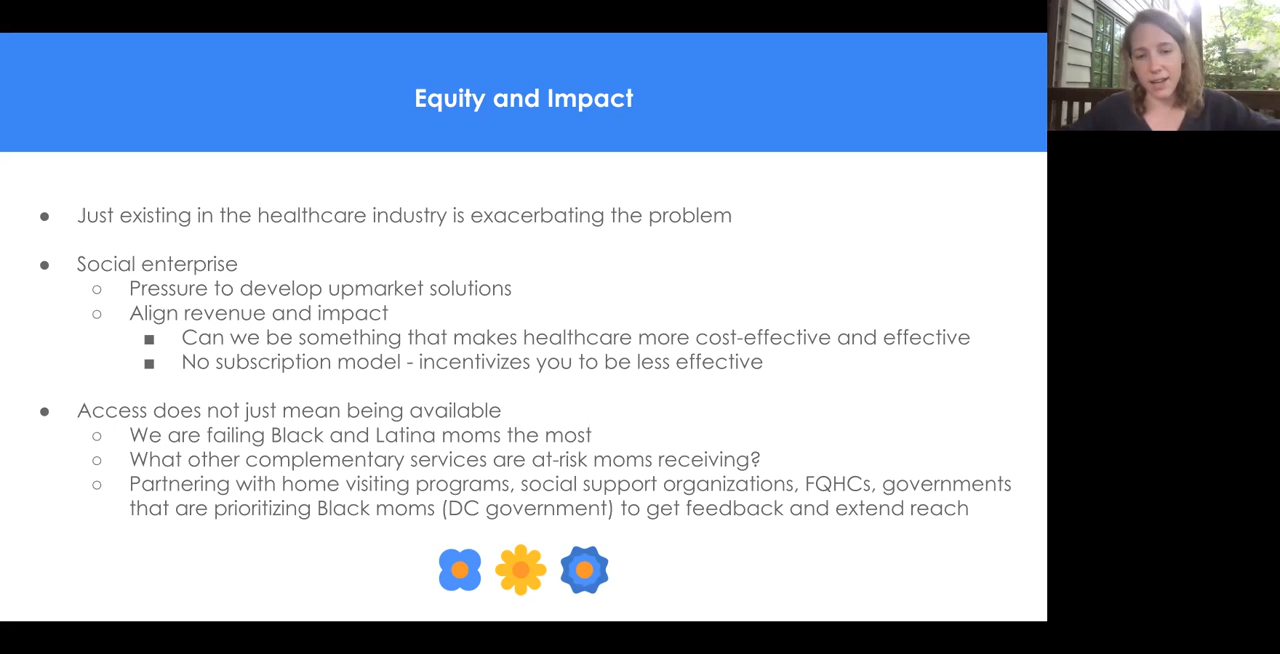 Equity and Impact
● Just existing in the healthcare industry is exacerbating the problem
● Social enterprise
○ Pressure to develop upmarket solutions
○ Align revenue and impact
■ Can we be something that makes healthcare more cost-effective and effective
■ No subscription model - incentivizes you to be less effective
● Access does not just mean being available
○ We are failing Black and Latina moms the most
○ What other complementary services are at-risk moms receiving?
○ Partnering with home visiting programs, social support organizations, FQHCs, governments
that are prioritizing Black moms (DC government) to get feedback and extend reach